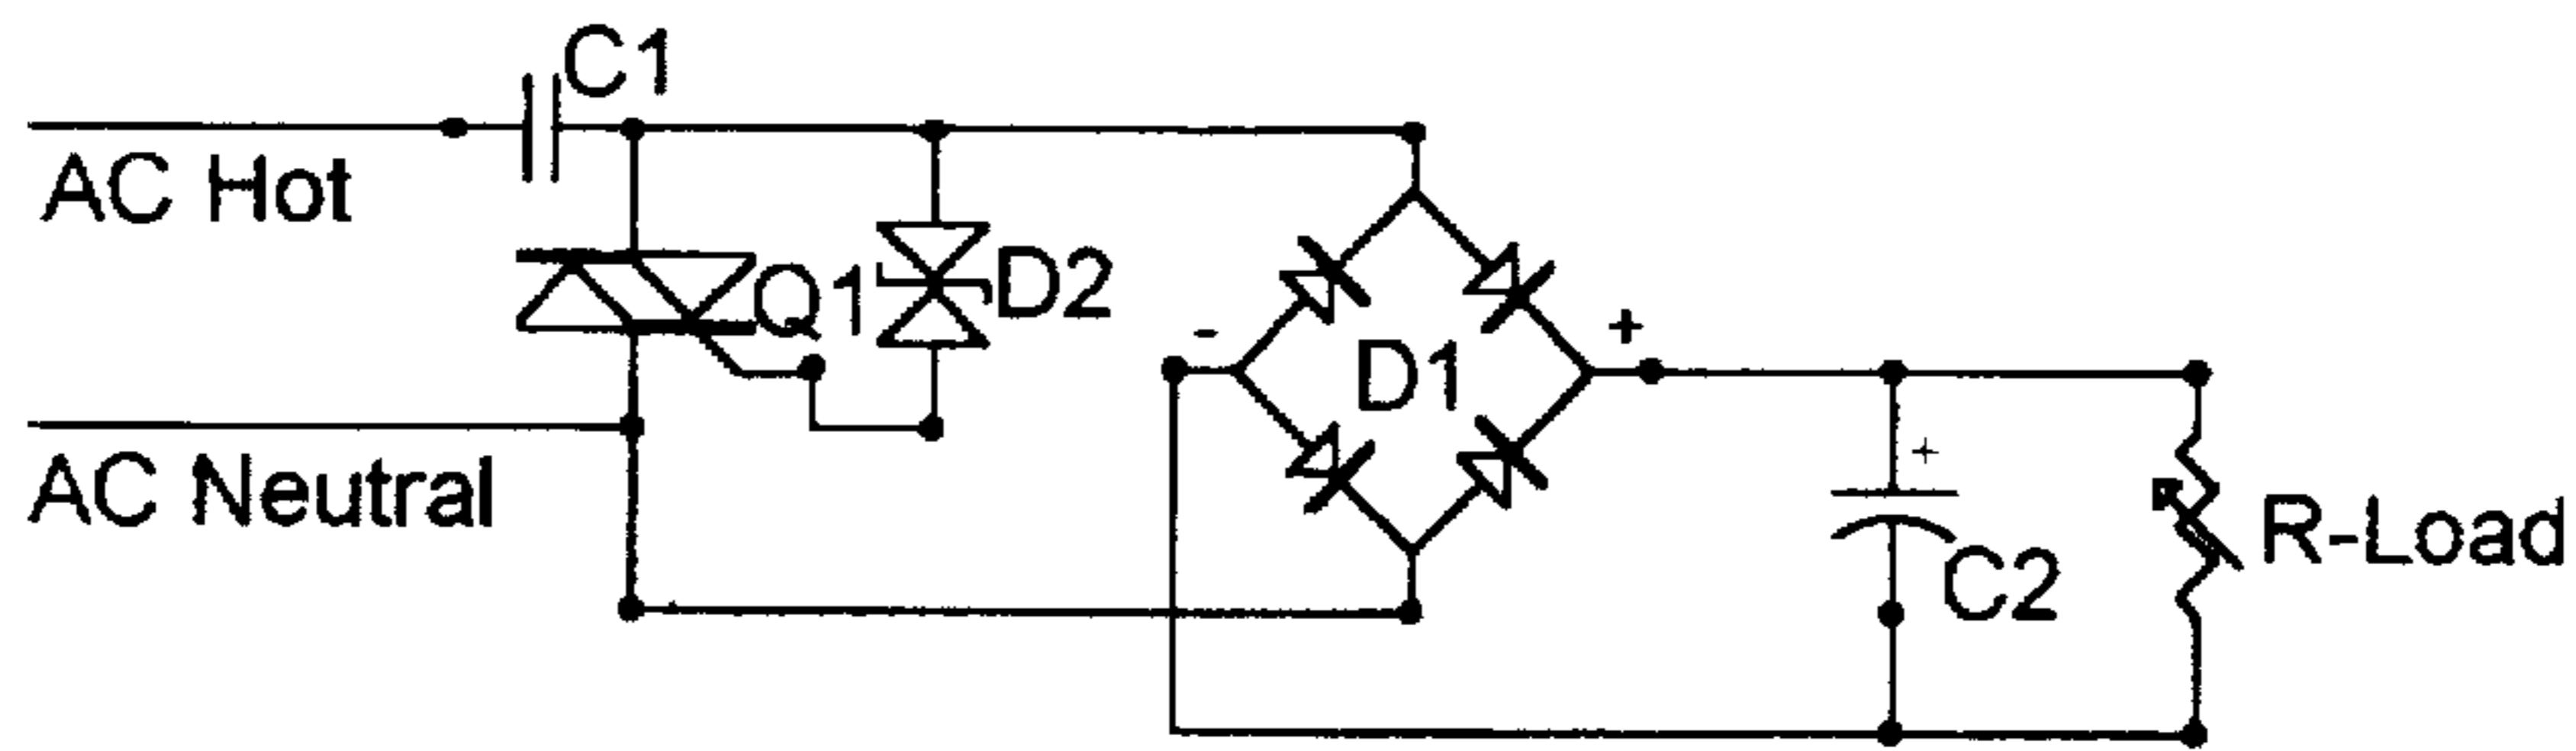 C1
AC Hot
Q1
D2
-
D1
+
AC Neutral
+
C2
R-Load